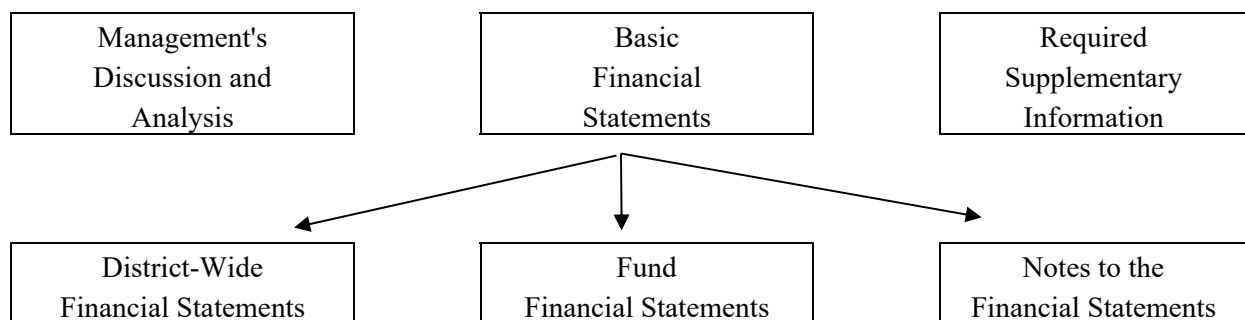 Management's
Discussion and
Analysis
Basic
Financial
Statements
Required
Supplementary
Information
District-Wide
Financial Statements
Fund
Financial Statements
Notes to the
Financial Statements